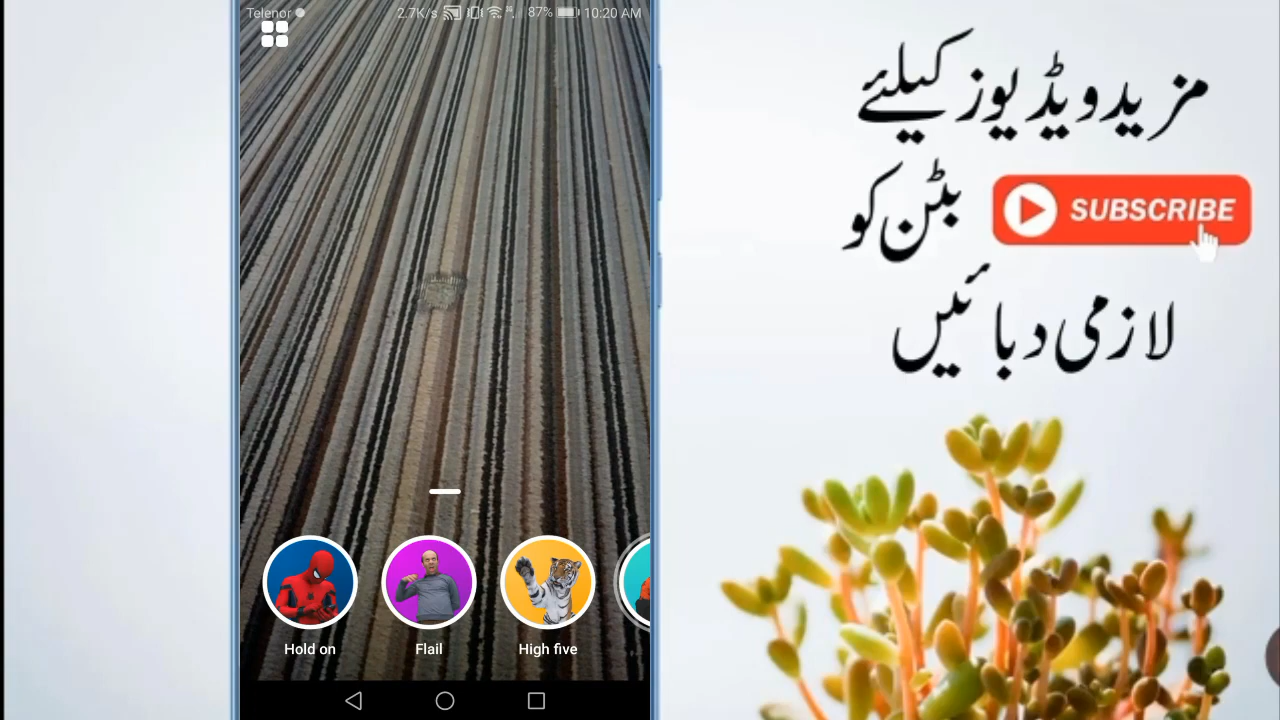 Telenor 2.7K/s 87% 10:20 AM
Hold on Flail High five
مزید ویڈیوز کیلئے
SUBSCRIBE بٹن کو
لازمی دبائیں